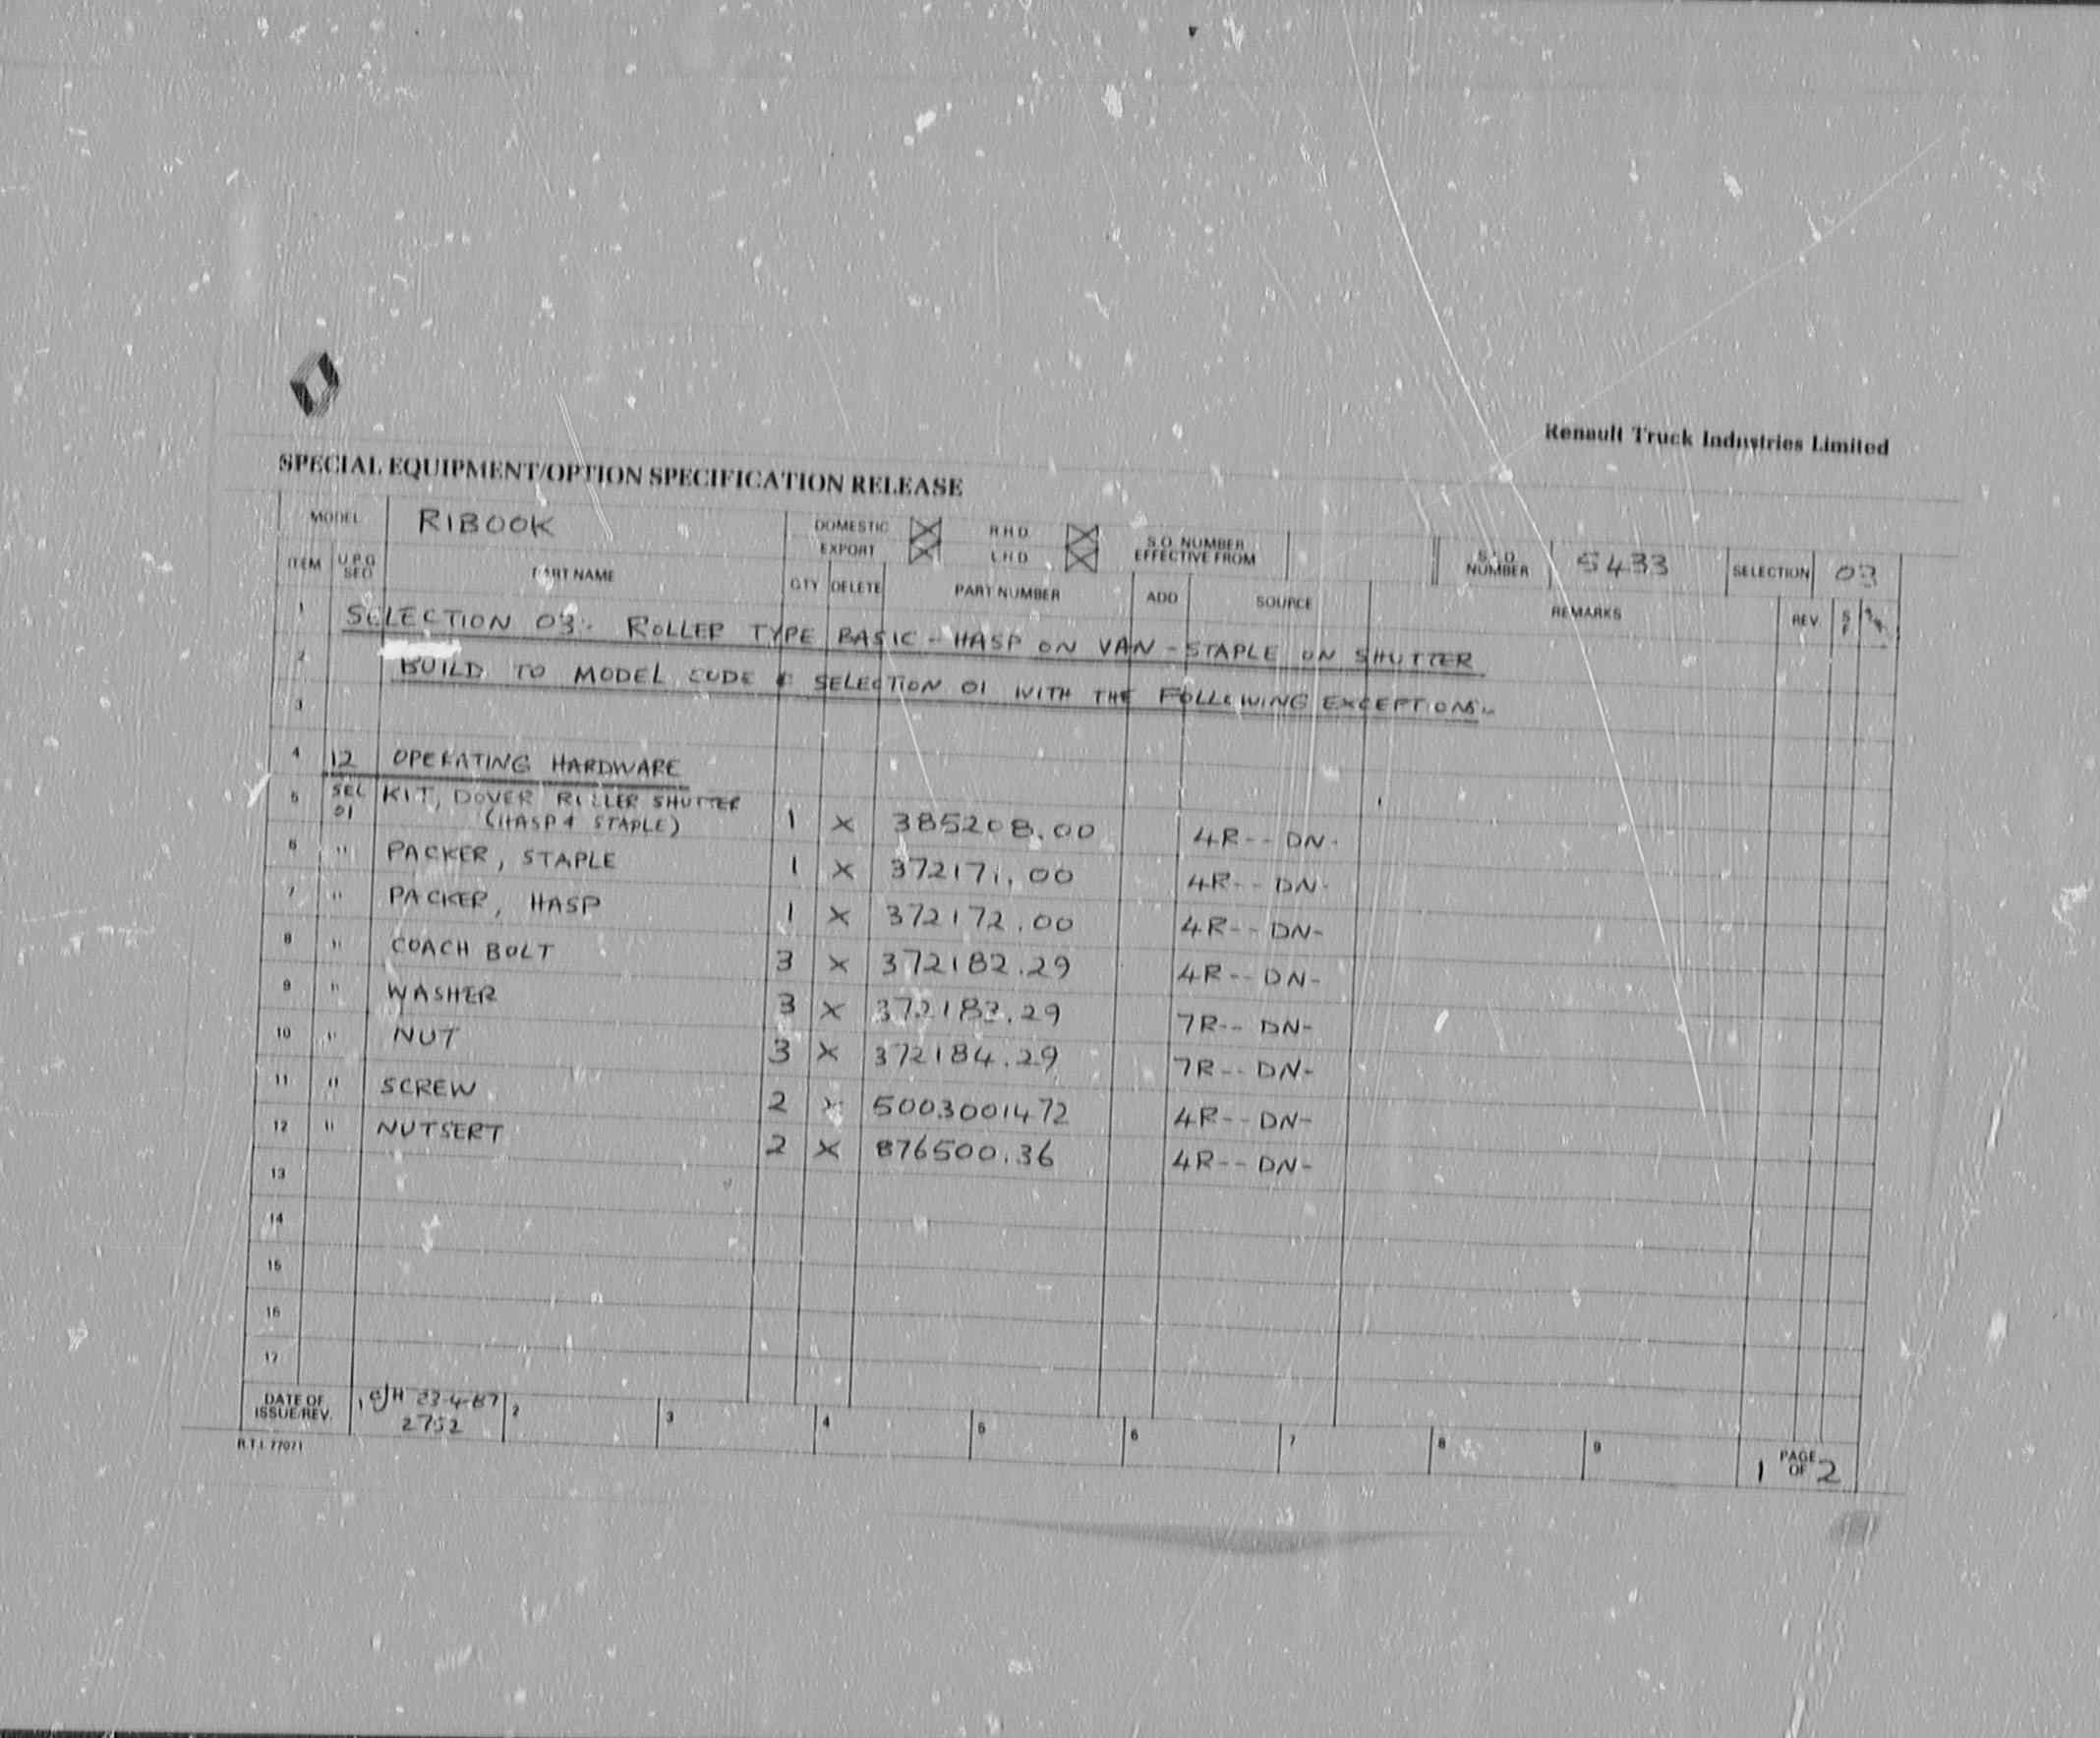 Renault Truck Industries Limited
SPECIAL EQUIPMENT/OPTION SPECIFICATION RELEASE
MODEL RIBOOK DOMESTIC EXPORT R H D L H D S.O. NUMBER EFFECTIVE FROM S.I.O NUMBER 5433 SELECTION 03
ITEM U.P.G SEQ PART NAME QTY DELETE PART NUMBER ADD SOURCE REMARKS REV. S F
1 SELECTION 03:- ROLLER TYPE BASIC - HASP ON VAN - STAPLE ON SHUTTER
2 BUILD TO MODEL CODE & SELECTION 01 WITH THE FOLLOWING EXCEPTIONS:-
3
4 12 OPERATING HARDWARE
5 SEL 01 KIT, DOVER ROLLER SHUTTER (HASP & STAPLE) 1 X 385208.00 4R-- DN-
6 " PACKER, STAPLE 1 X 372171.00 4R-- DN-
7 " PACKER, HASP 1 X 372172.00 4R-- DN-
8 " COACH BOLT 3 X 372182.29 4R-- DN-
9 " WASHER 3 X 372183.29 7R-- DN-
10 " NUT 3 X 372184.29 7R-- DN-
11 " SCREW 2 X 5003001472 4R-- DN-
12 " NUTSERT 2 X 876500.36 4R-- DN-
13
14
15
16
17
DATE OF ISSUE/REV. 1 CJH 23-4-87 2752 2 3 4 5 6 7 8 9 1 PAGE OF 2
R.T.I. 77071